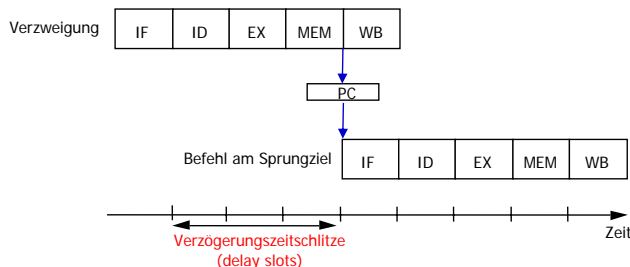 Verzweigung IF ID EX MEM WB
PC
Befehl am Sprungziel IF ID EX MEM WB
Zeit
Verzögerungszeitschlitze
(delay slots)